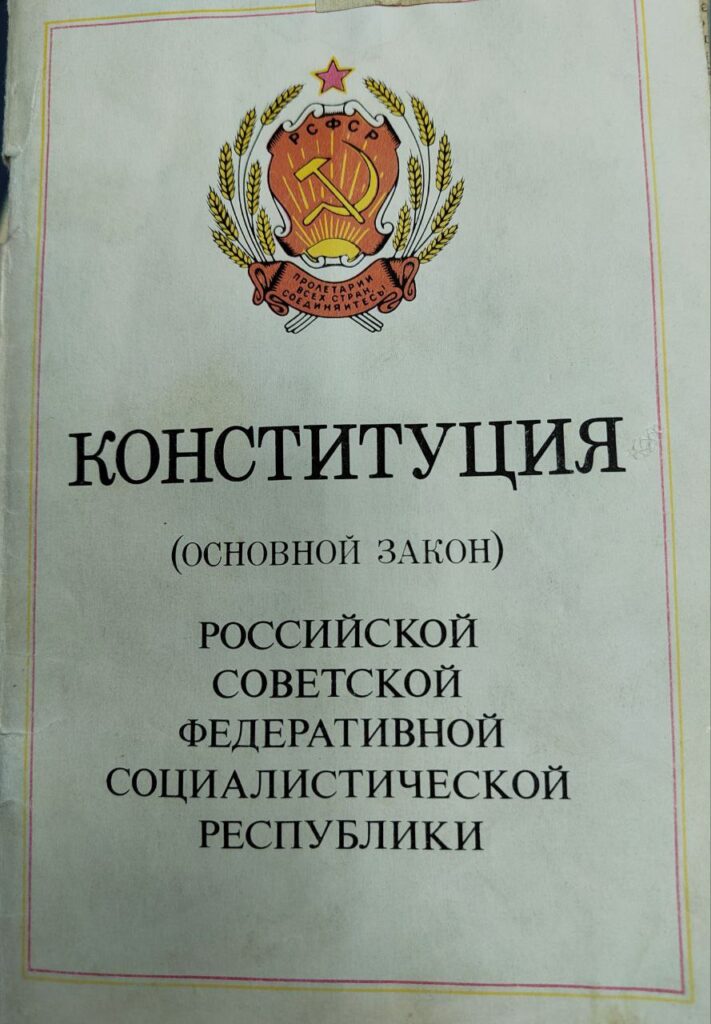 РСФСР
ПРОЛЕТАРИИ
ВСЕХ СТРАН,
СОЕДИНЯЙТЕСЬ!
КОНСТИТУЦИЯ
(ОСНОВНОЙ ЗАКОН)
РОССИЙСКОЙ
СОВЕТСКОЙ
ФЕДЕРАТИВНОЙ
СОЦИАЛИСТИЧЕСКОЙ
РЕСПУБЛИКИ